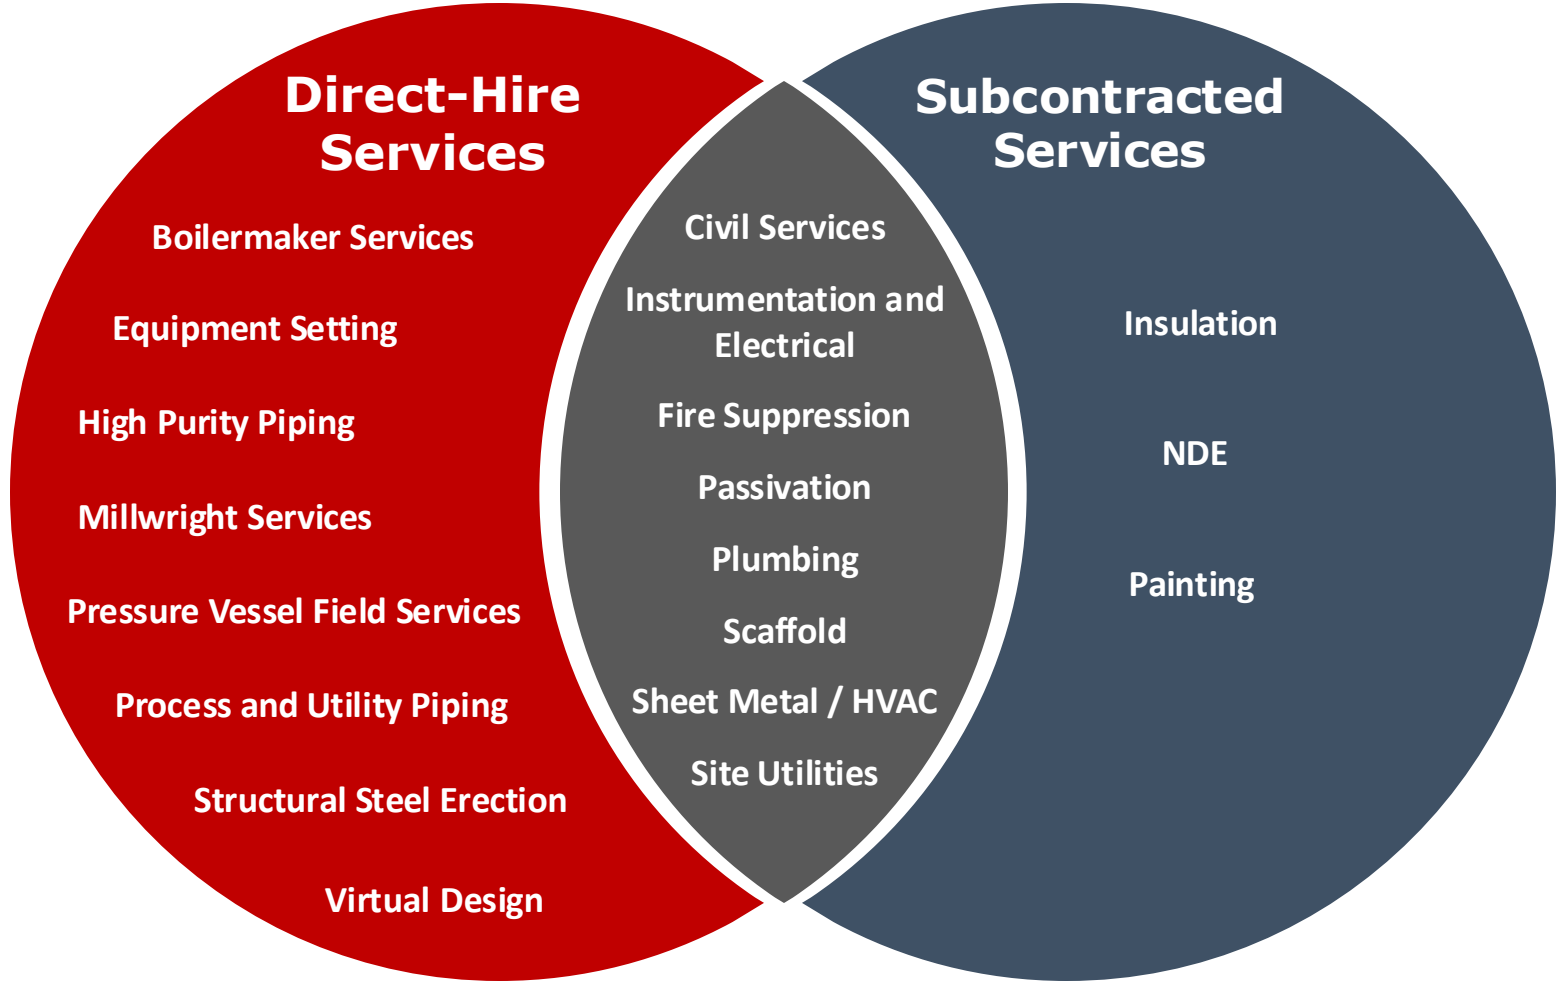 Direct-Hire
Services
Boilermaker Services
Equipment Setting
High Purity Piping
Millwright Services
Pressure Vessel Field Services
Process and Utility Piping
Structural Steel Erection
Virtual Design
Civil Services
Instrumentation and
Electrical
Fire Suppression
Passivation
Plumbing
Scaffold
Sheet Metal / HVAC
Site Utilities
Subcontracted
Services
Insulation
NDE
Painting